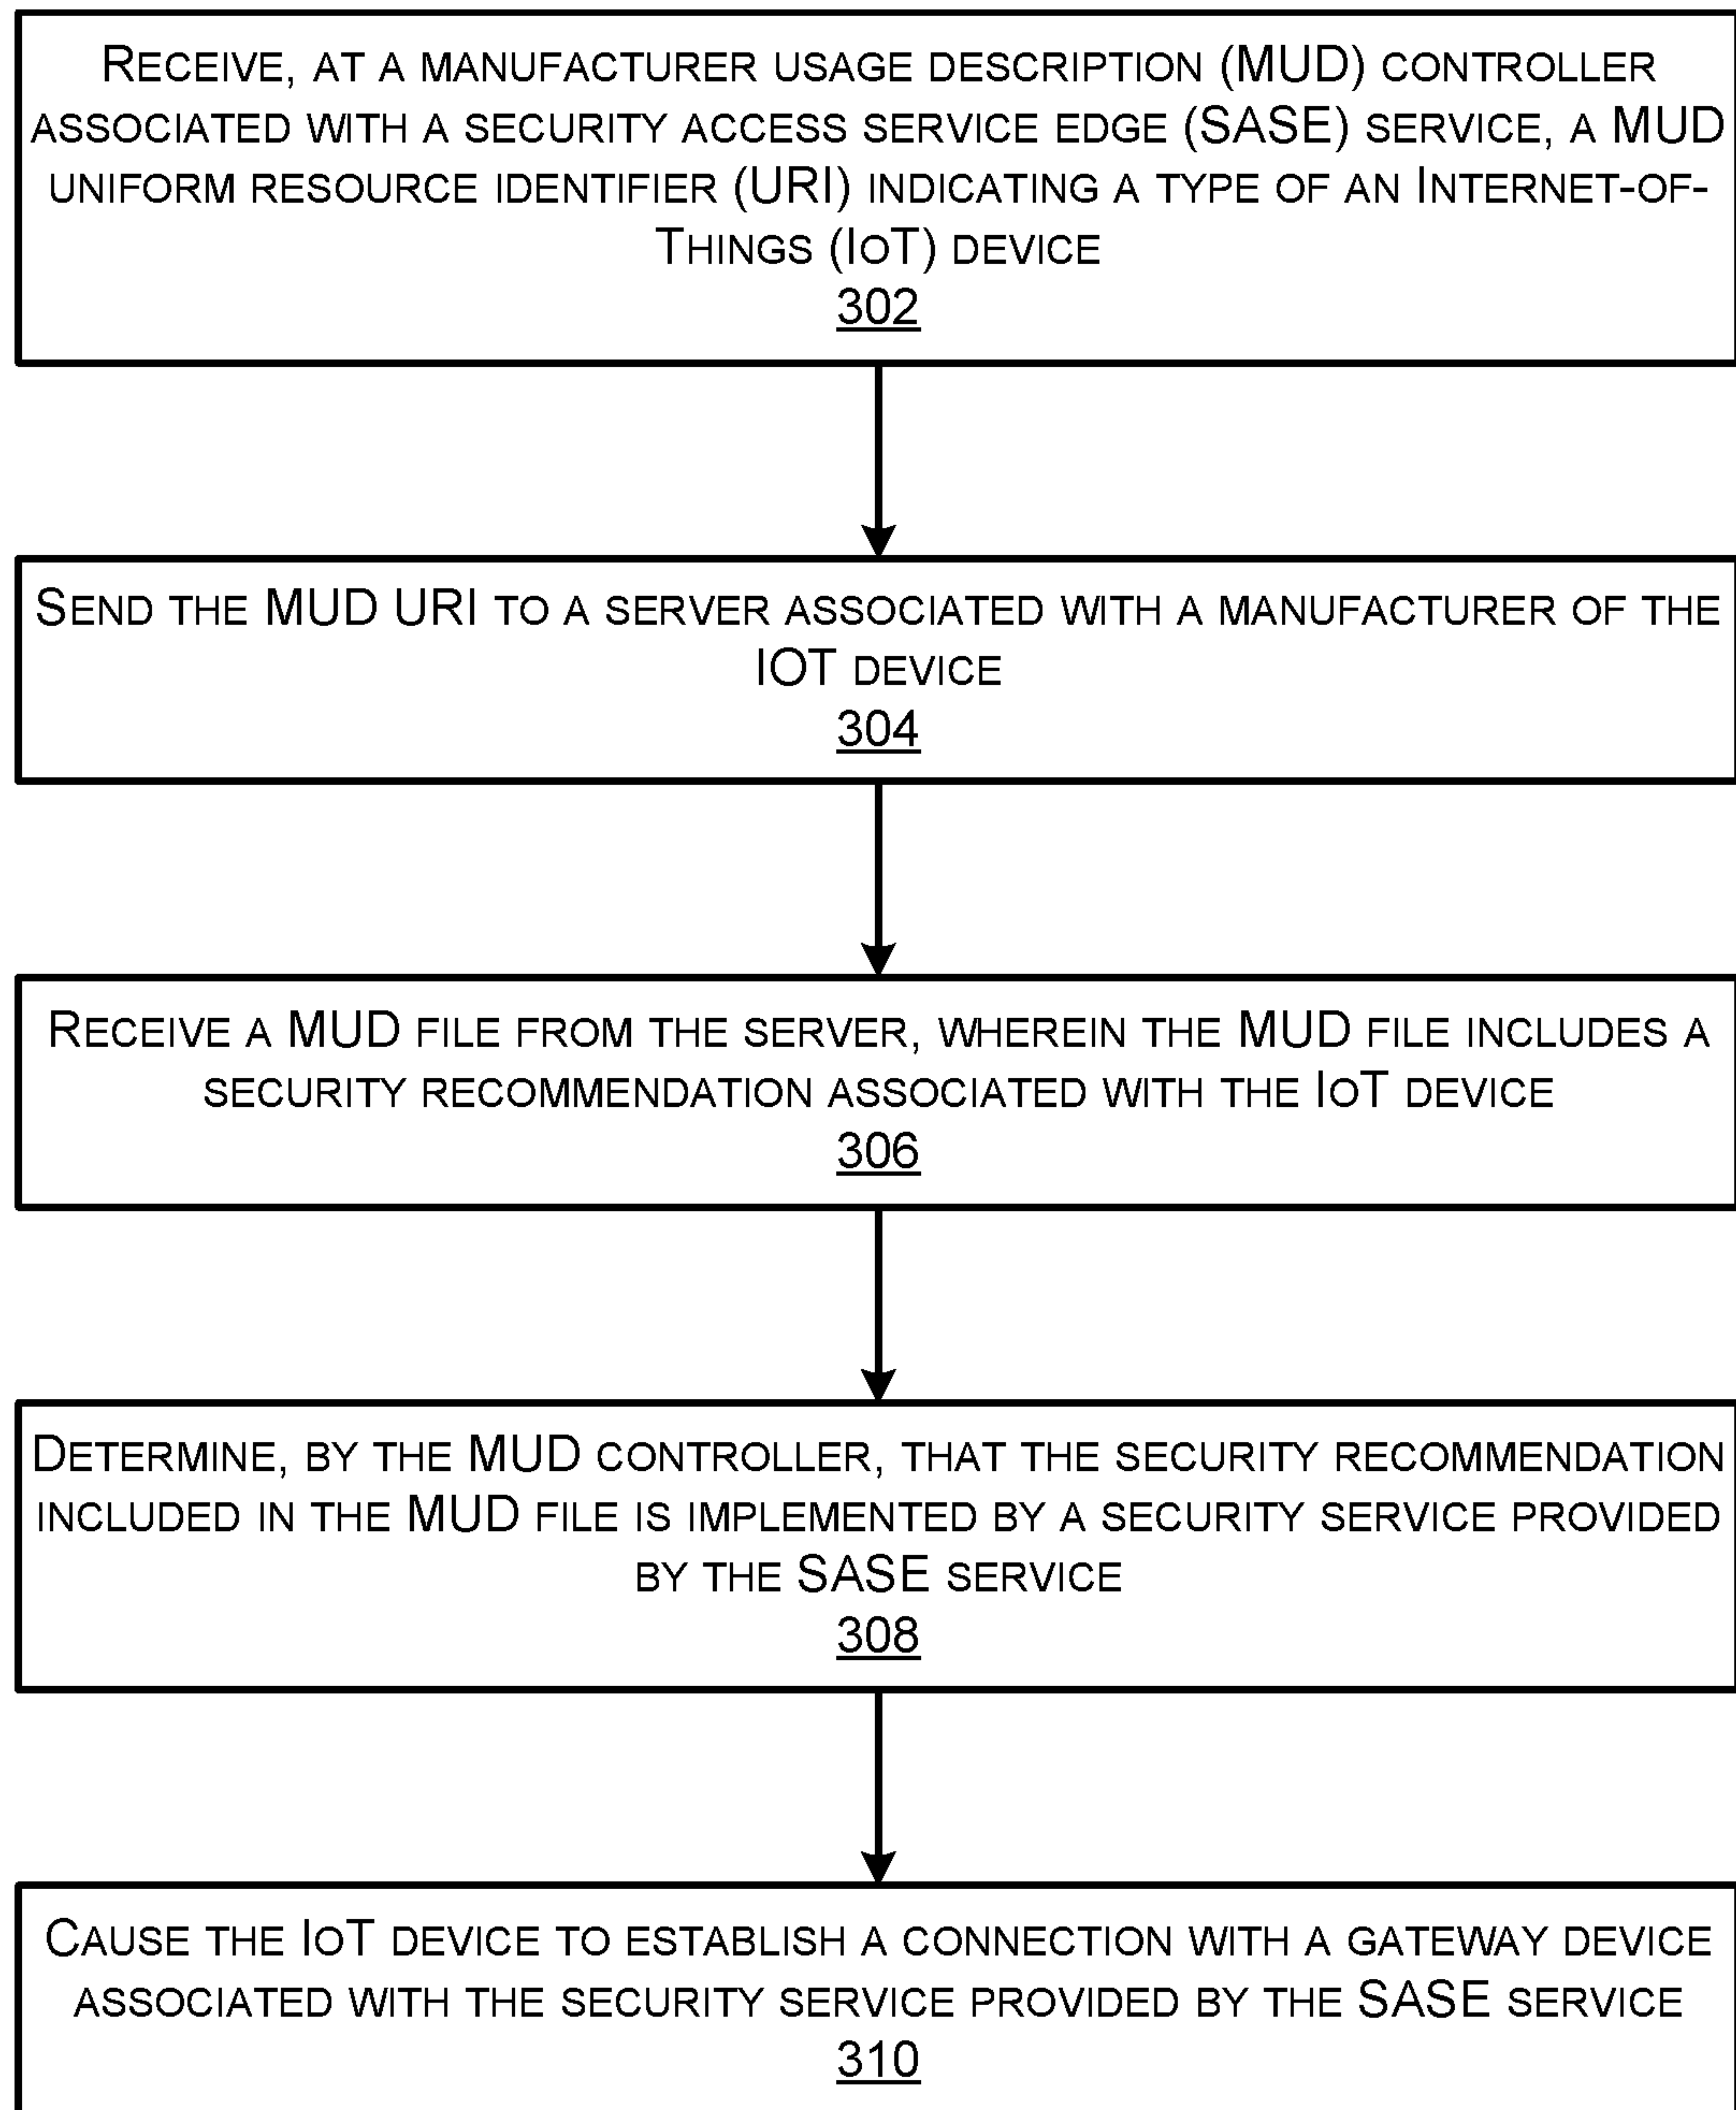 RECEIVE, AT A MANUFACTURER USAGE DESCRIPTION (MUD) CONTROLLER
ASSOCIATED WITH A SECURITY ACCESS SERVICE EDGE (SASE) SERVICE, A MUD
UNIFORM RESOURCE IDENTIFIER (URI) INDICATING A TYPE OF AN INTERNET-OF-
THINGS (IOT) DEVICE
302
SEND THE MUD URI TO A SERVER ASSOCIATED WITH A MANUFACTURER OF THE
IOT DEVICE
304
RECEIVE A MUD FILE FROM THE SERVER, WHEREIN THE MUD FILE INCLUDES A
SECURITY RECOMMENDATION ASSOCIATED WITH THE IOT DEVICE
306
DETERMINE, BY THE MUD CONTROLLER, THAT THE SECURITY RECOMMENDATION
INCLUDED IN THE MUD FILE IS IMPLEMENTED BY A SECURITY SERVICE PROVIDED
BY THE SASE SERVICE
308
CAUSE THE IOT DEVICE TO ESTABLISH A CONNECTION WITH A GATEWAY DEVICE
ASSOCIATED WITH THE SECURITY SERVICE PROVIDED BY THE SASE SERVICE
310